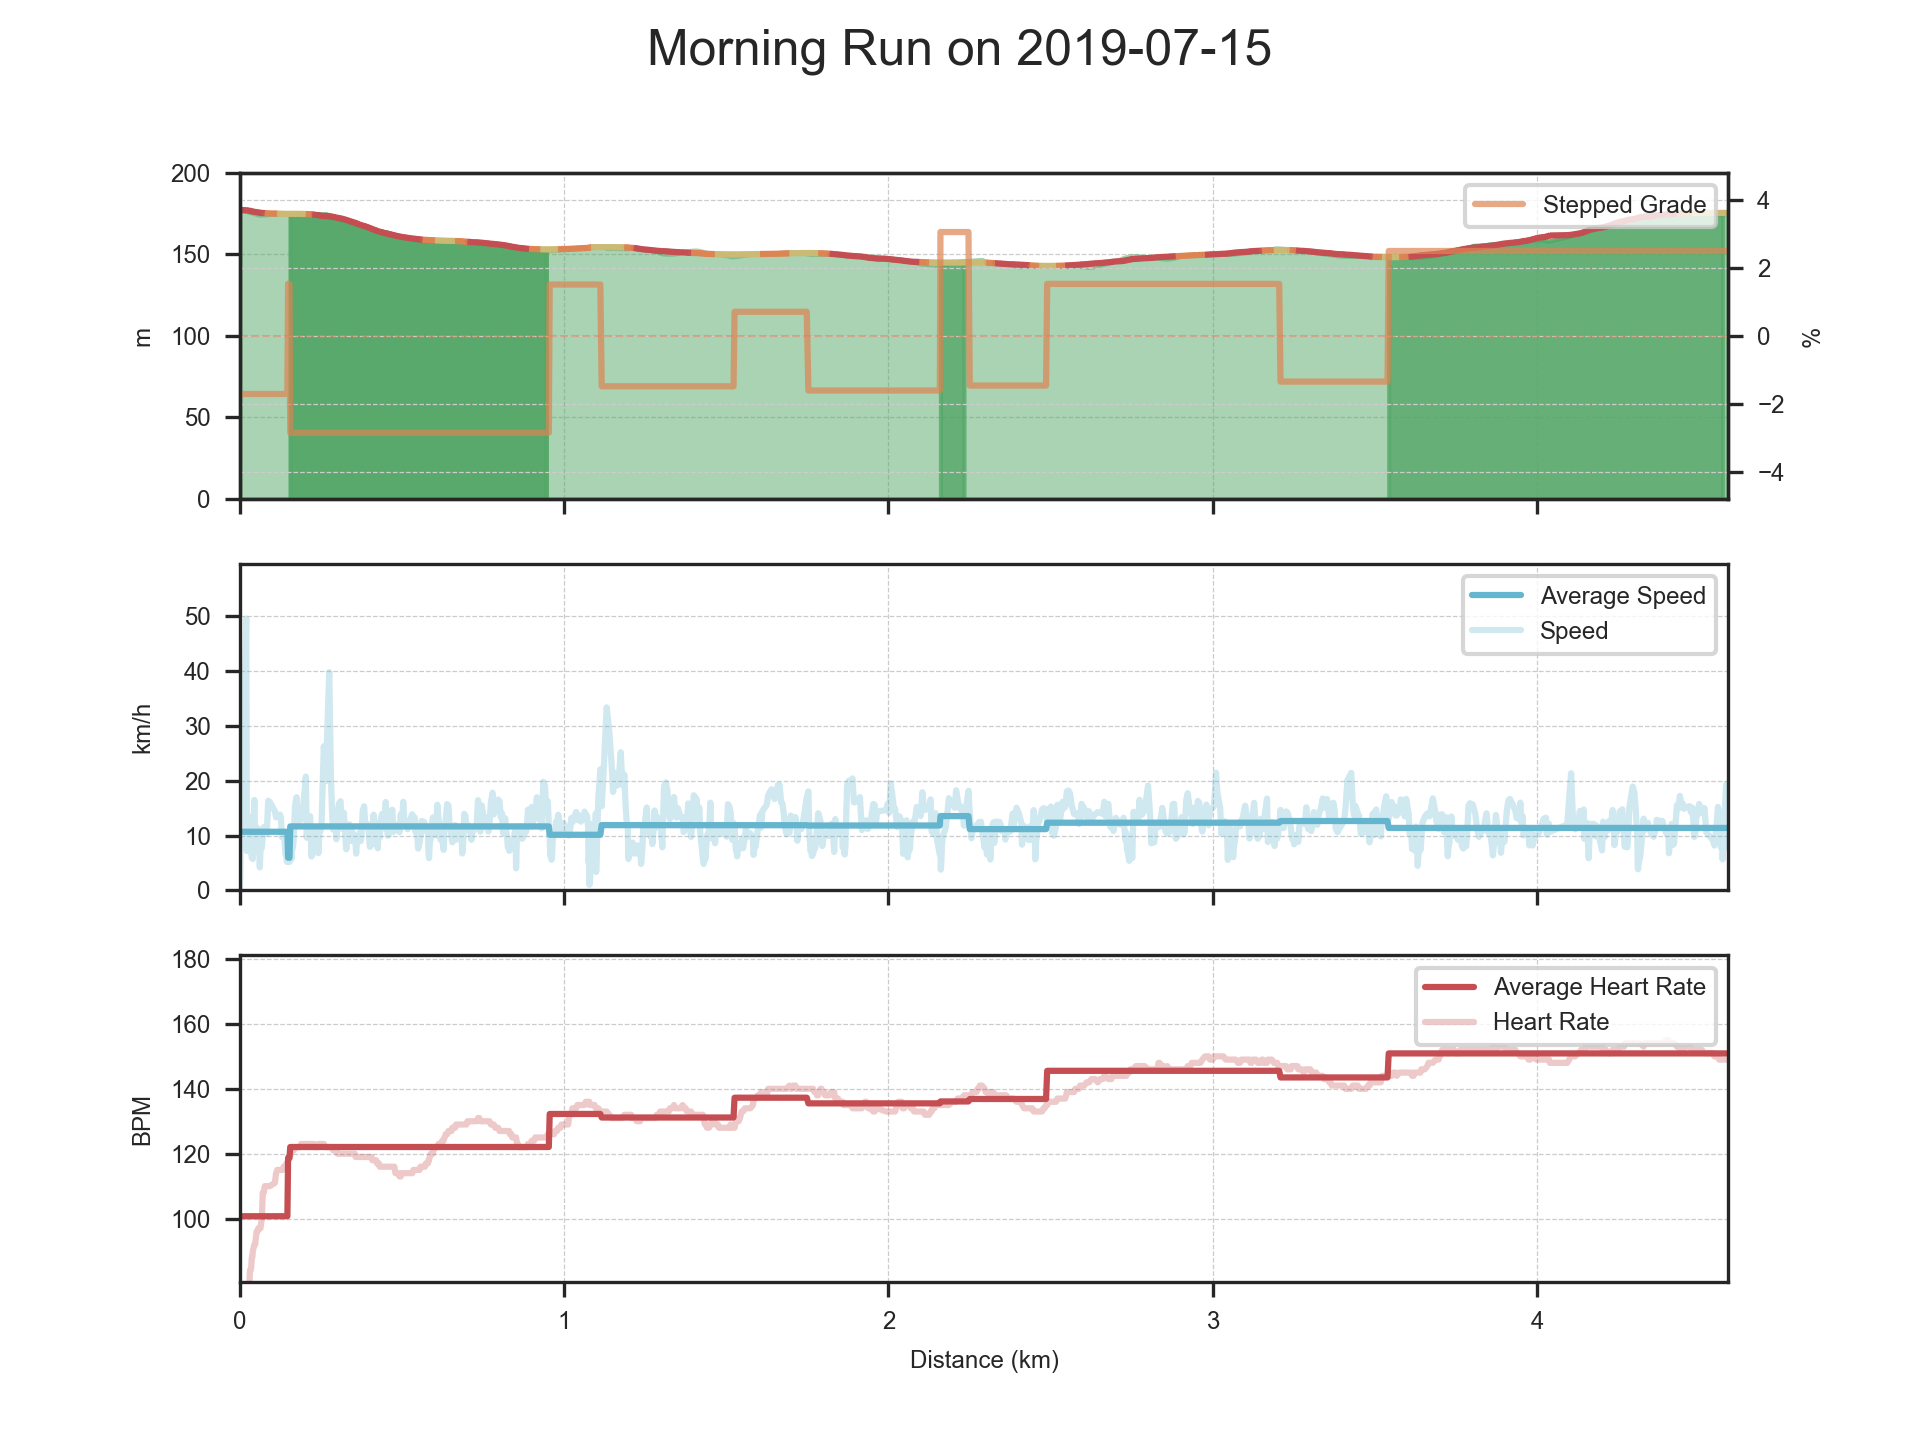 Morning Run on 2019-07-15
200
150
100
50
0
m
4
2
0
−2
−4
%
Stepped Grade
50
40
30
20
10
0
km/h
Average Speed
Speed
180
160
140
120
100
BPM
Average Heart Rate
Heart Rate
0 1 2 3 4
Distance (km)